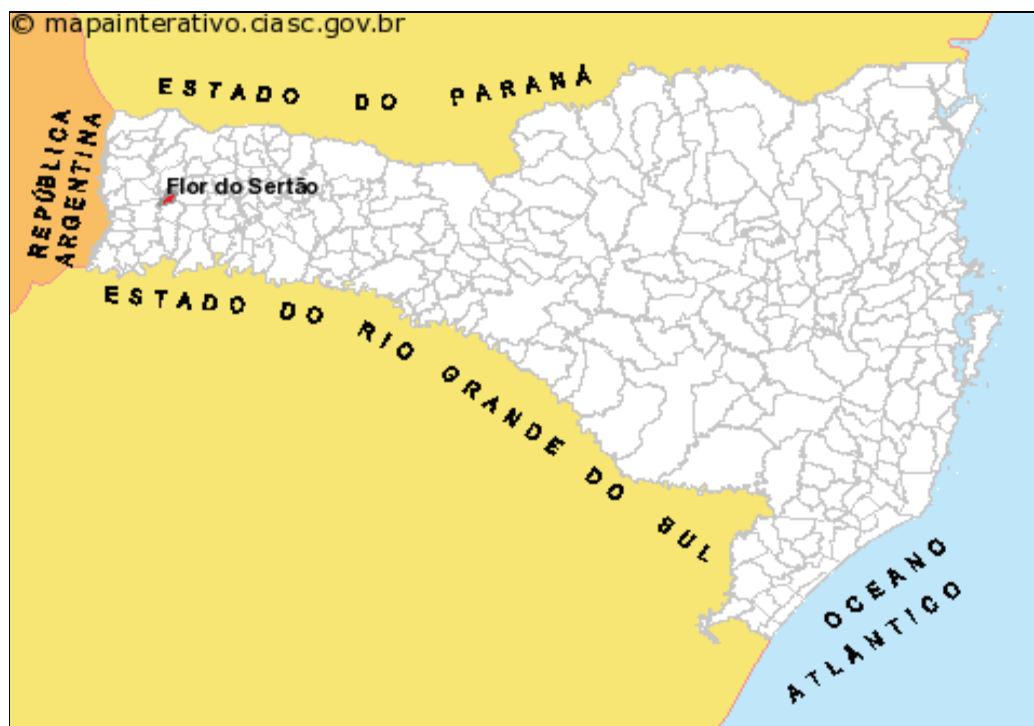 © mapainterativo.ciasc.gov.br
ESTADO DO PARANÁ
REPÚBLICA
ARGENTINA
Flor do Sertão
ESTADO DO RIO GRANDE DO SUL
OCEANO
ATLÂNTICO